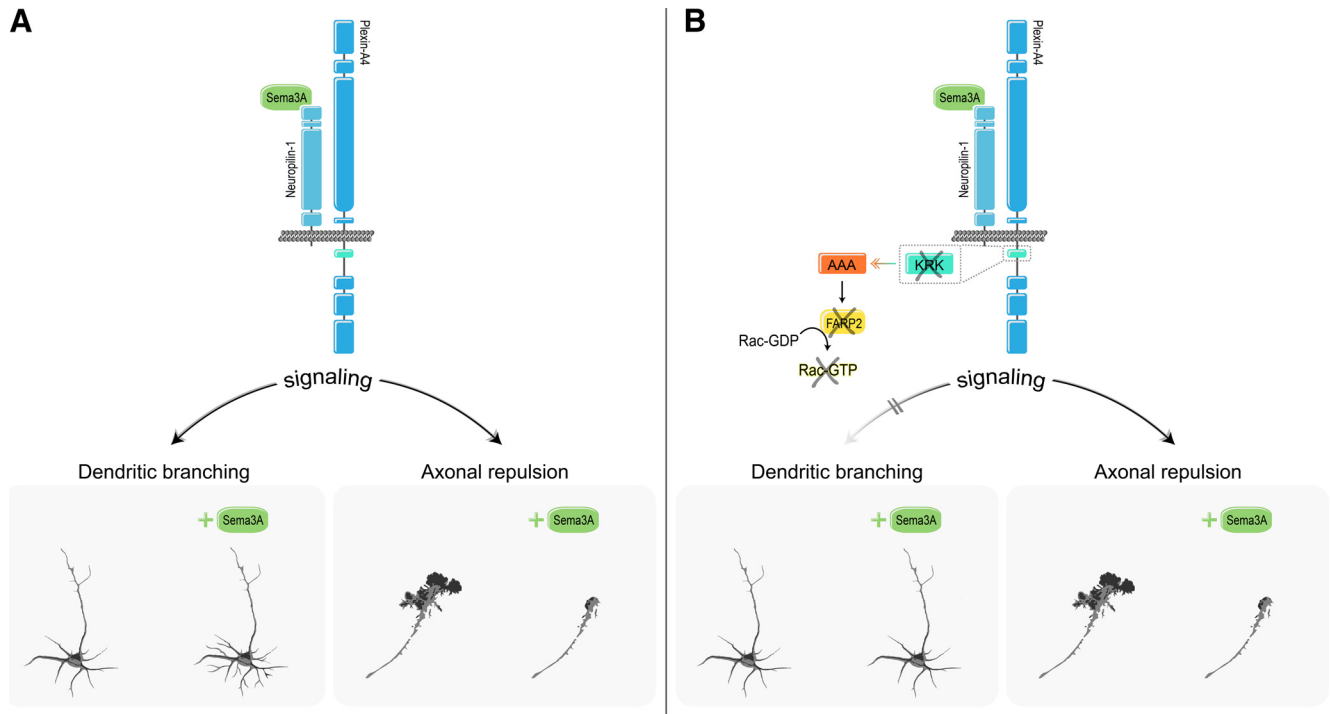 A
Plexin-A4
Sema3A
Neuropilin-1
signaling
Dendritic branching
Axonal repulsion
+ Sema3A
+ Sema3A
B
Plexin-A4
Sema3A
Neuropilin-1
AAA
KRK
FARP2
Rac-GDP
Rac-GTP
signaling
Dendritic branching
Axonal repulsion
+ Sema3A
+ Sema3A